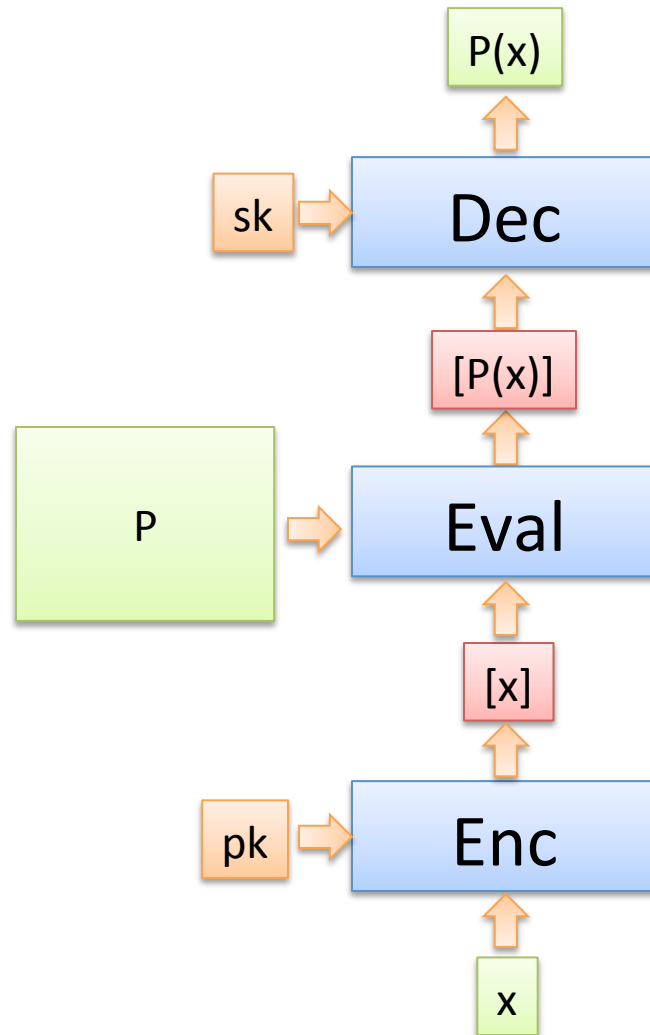 P(x)
sk
Dec
[P(x)]
P
Eval
[x]
pk
Enc
x